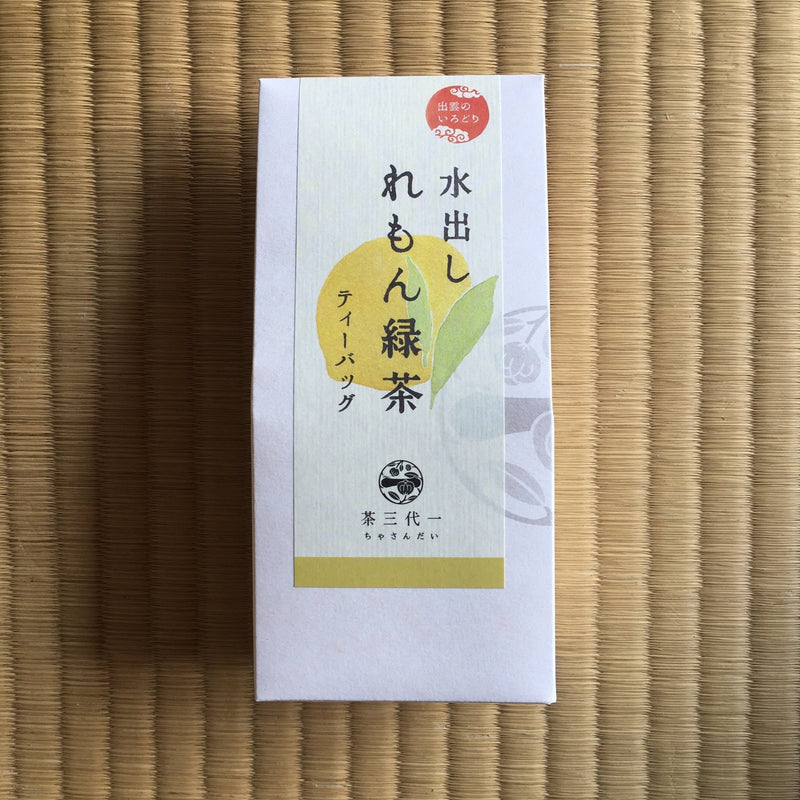 出雲の
いろどり
水出し
れもん緑茶
ティーバッグ
茶三代一
ちゃさんだい